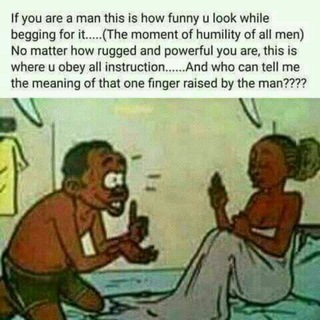 If you are a man this is how funny u look while
begging for it.....(The moment of humility of all men)
No matter how rugged and powerful you are, this is
where u obey all instruction......And who can tell me
the meaning of that one finger raised by the man????